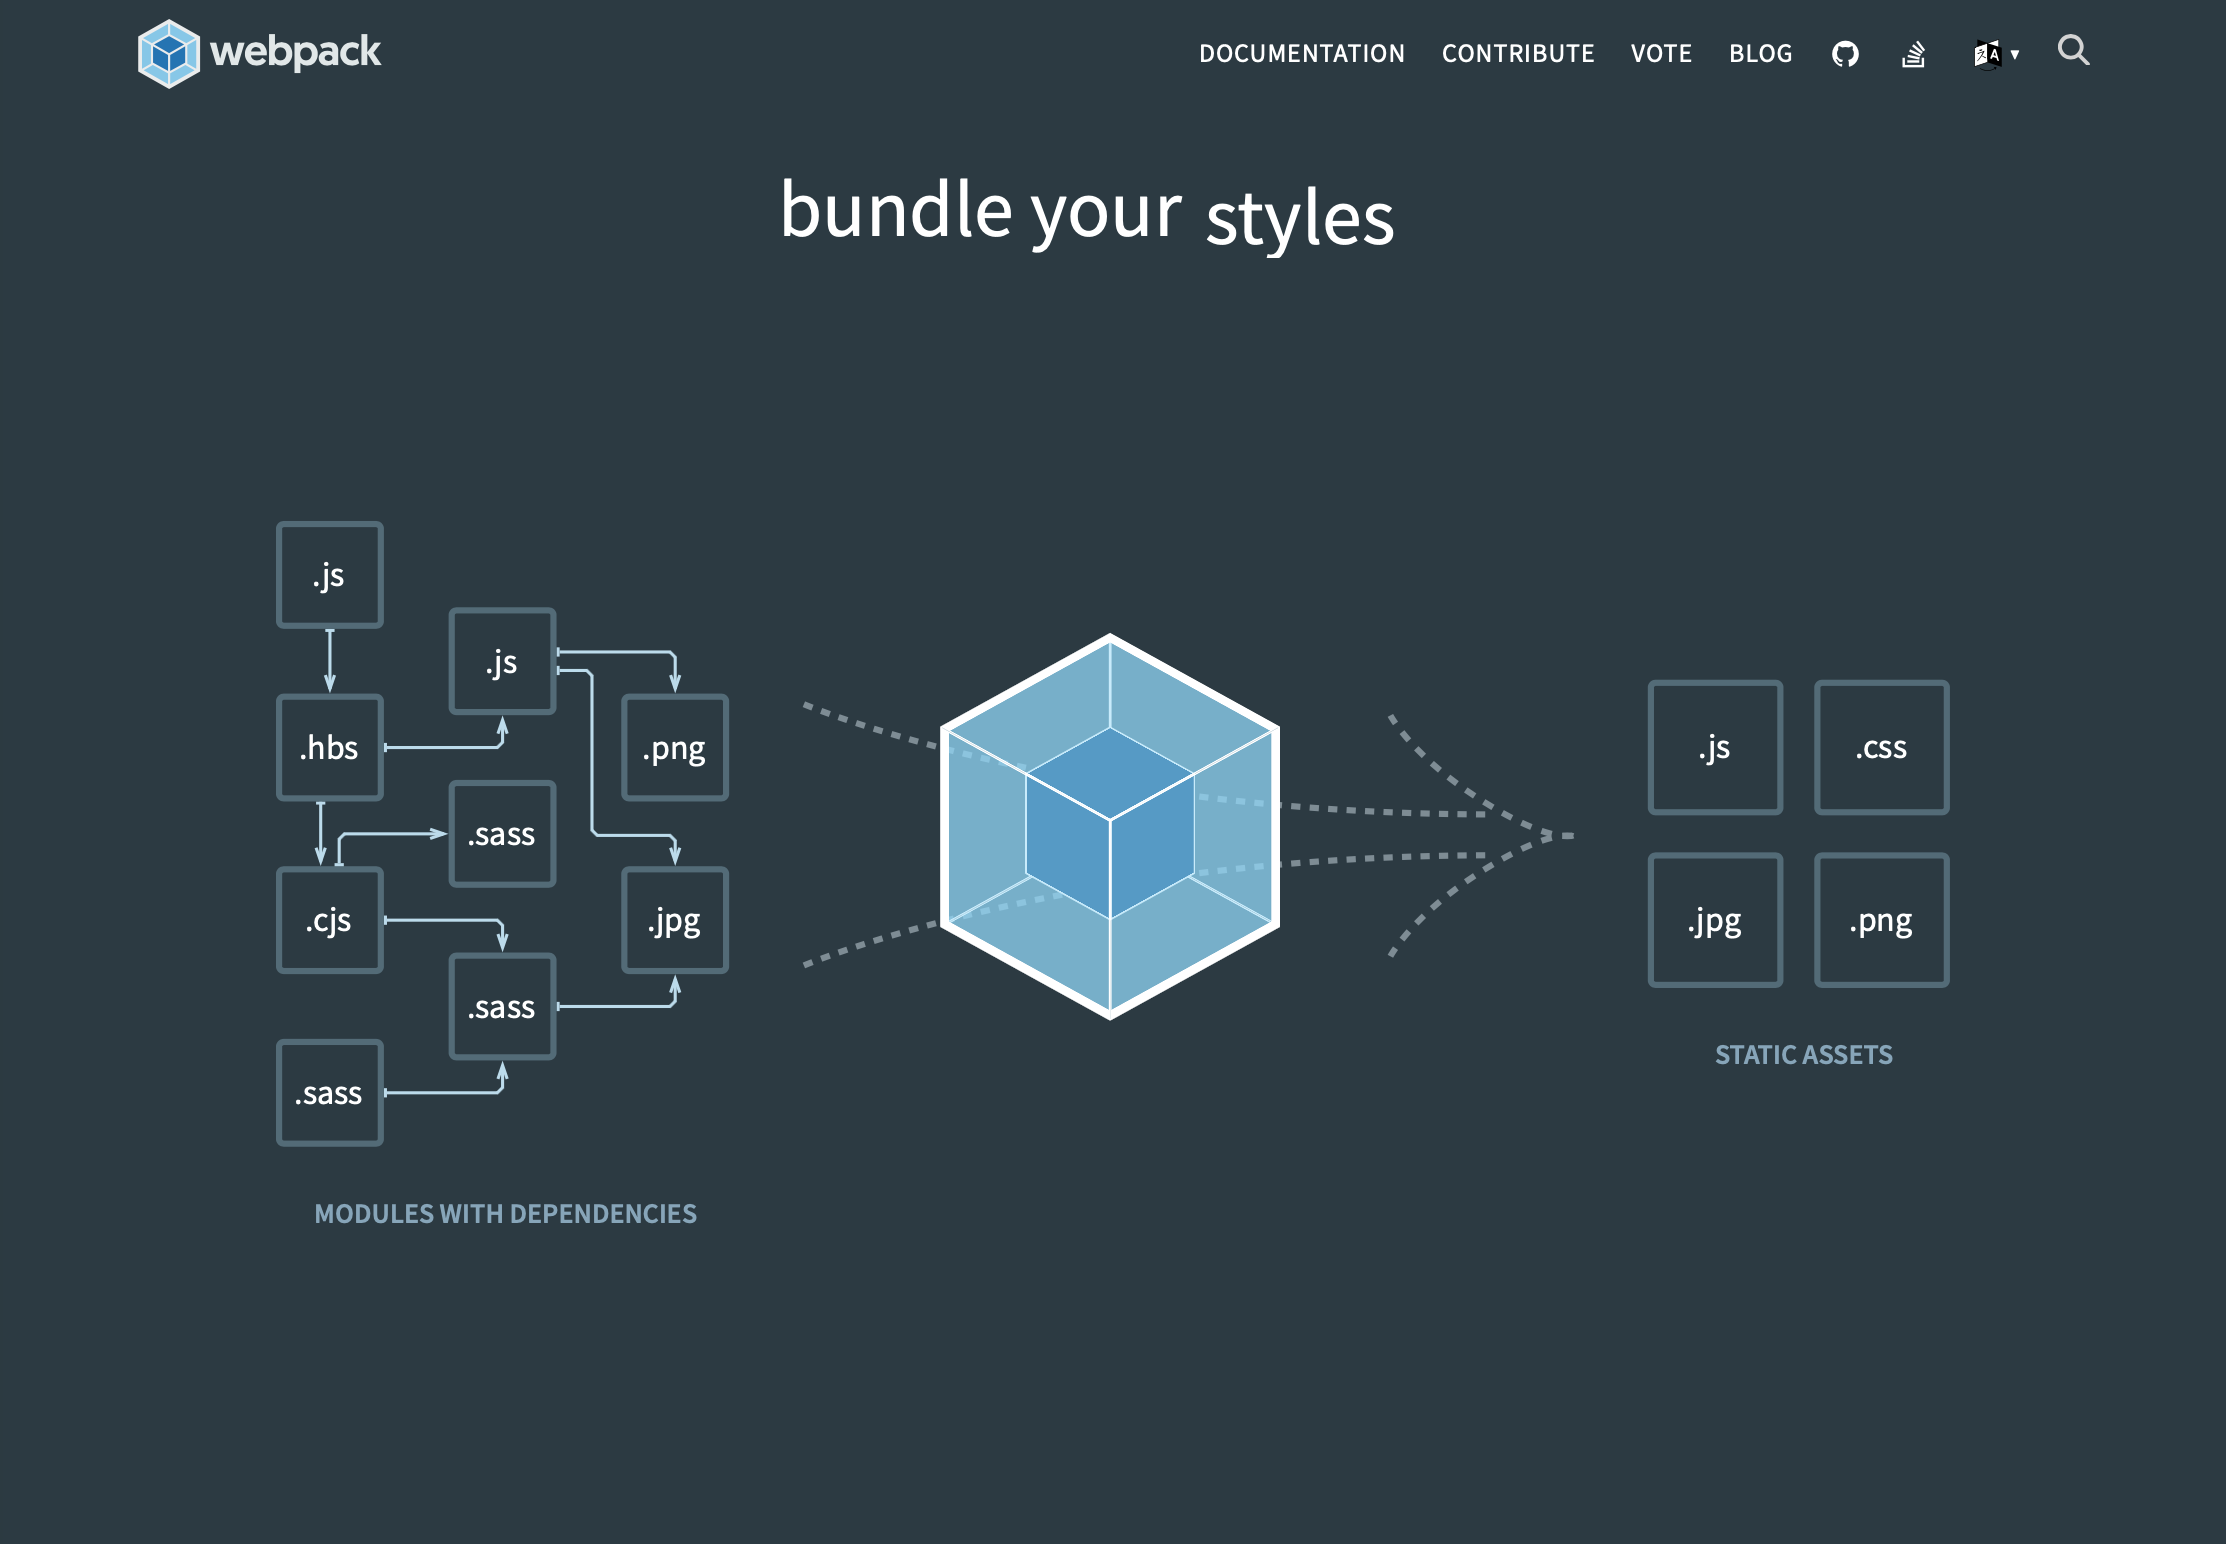 webpack
DOCUMENTATION CONTRIBUTE VOTE BLOG
bundle your styles
.js
.js
.hbs
.png
.sass
.cjs
.jpg
.sass
.sass
MODULES WITH DEPENDENCIES
.js .css
.jpg .png
STATIC ASSETS